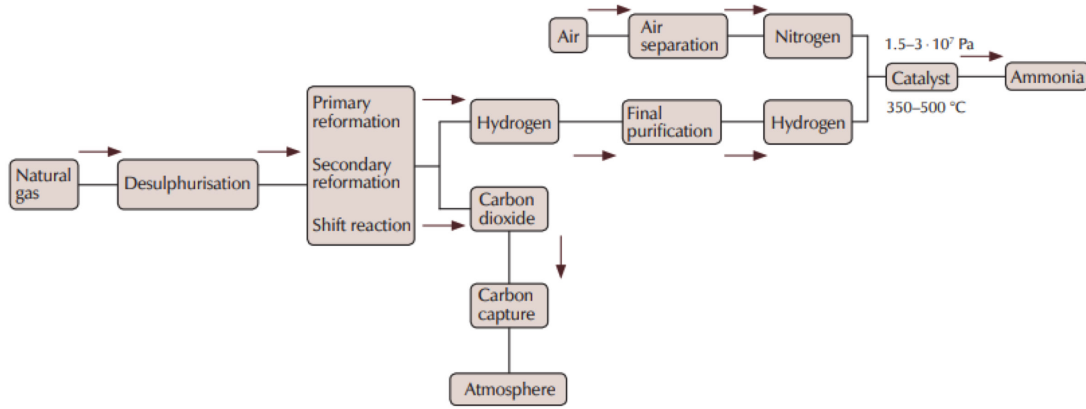 Air
Air
separation
Nitrogen
1.5–3 · 10⁷ Pa
Catalyst
Ammonia
350–500 °C
Primary
reformation
Secondary
reformation
Shift reaction
Hydrogen
Final
purification
Hydrogen
Natural
gas
Desulphurisation
Carbon
dioxide
Carbon
capture
Atmosphere